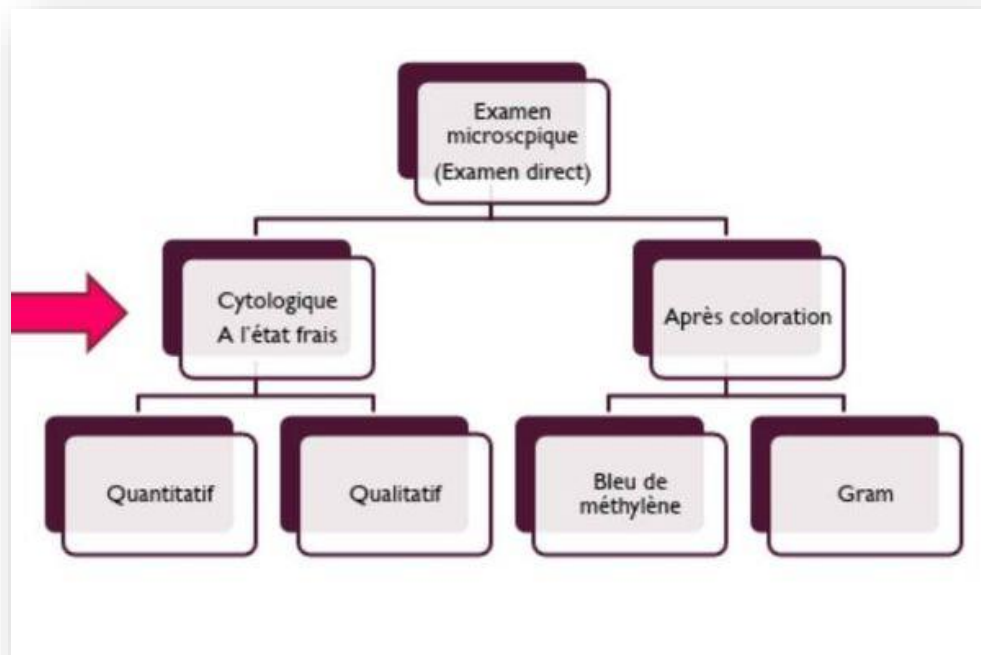 Examen
microscpique
(Examen direct)
Cytologique
A l'état frais
Après coloration
Quantitatif
Qualitatif
Bleu de
méthylène
Gram